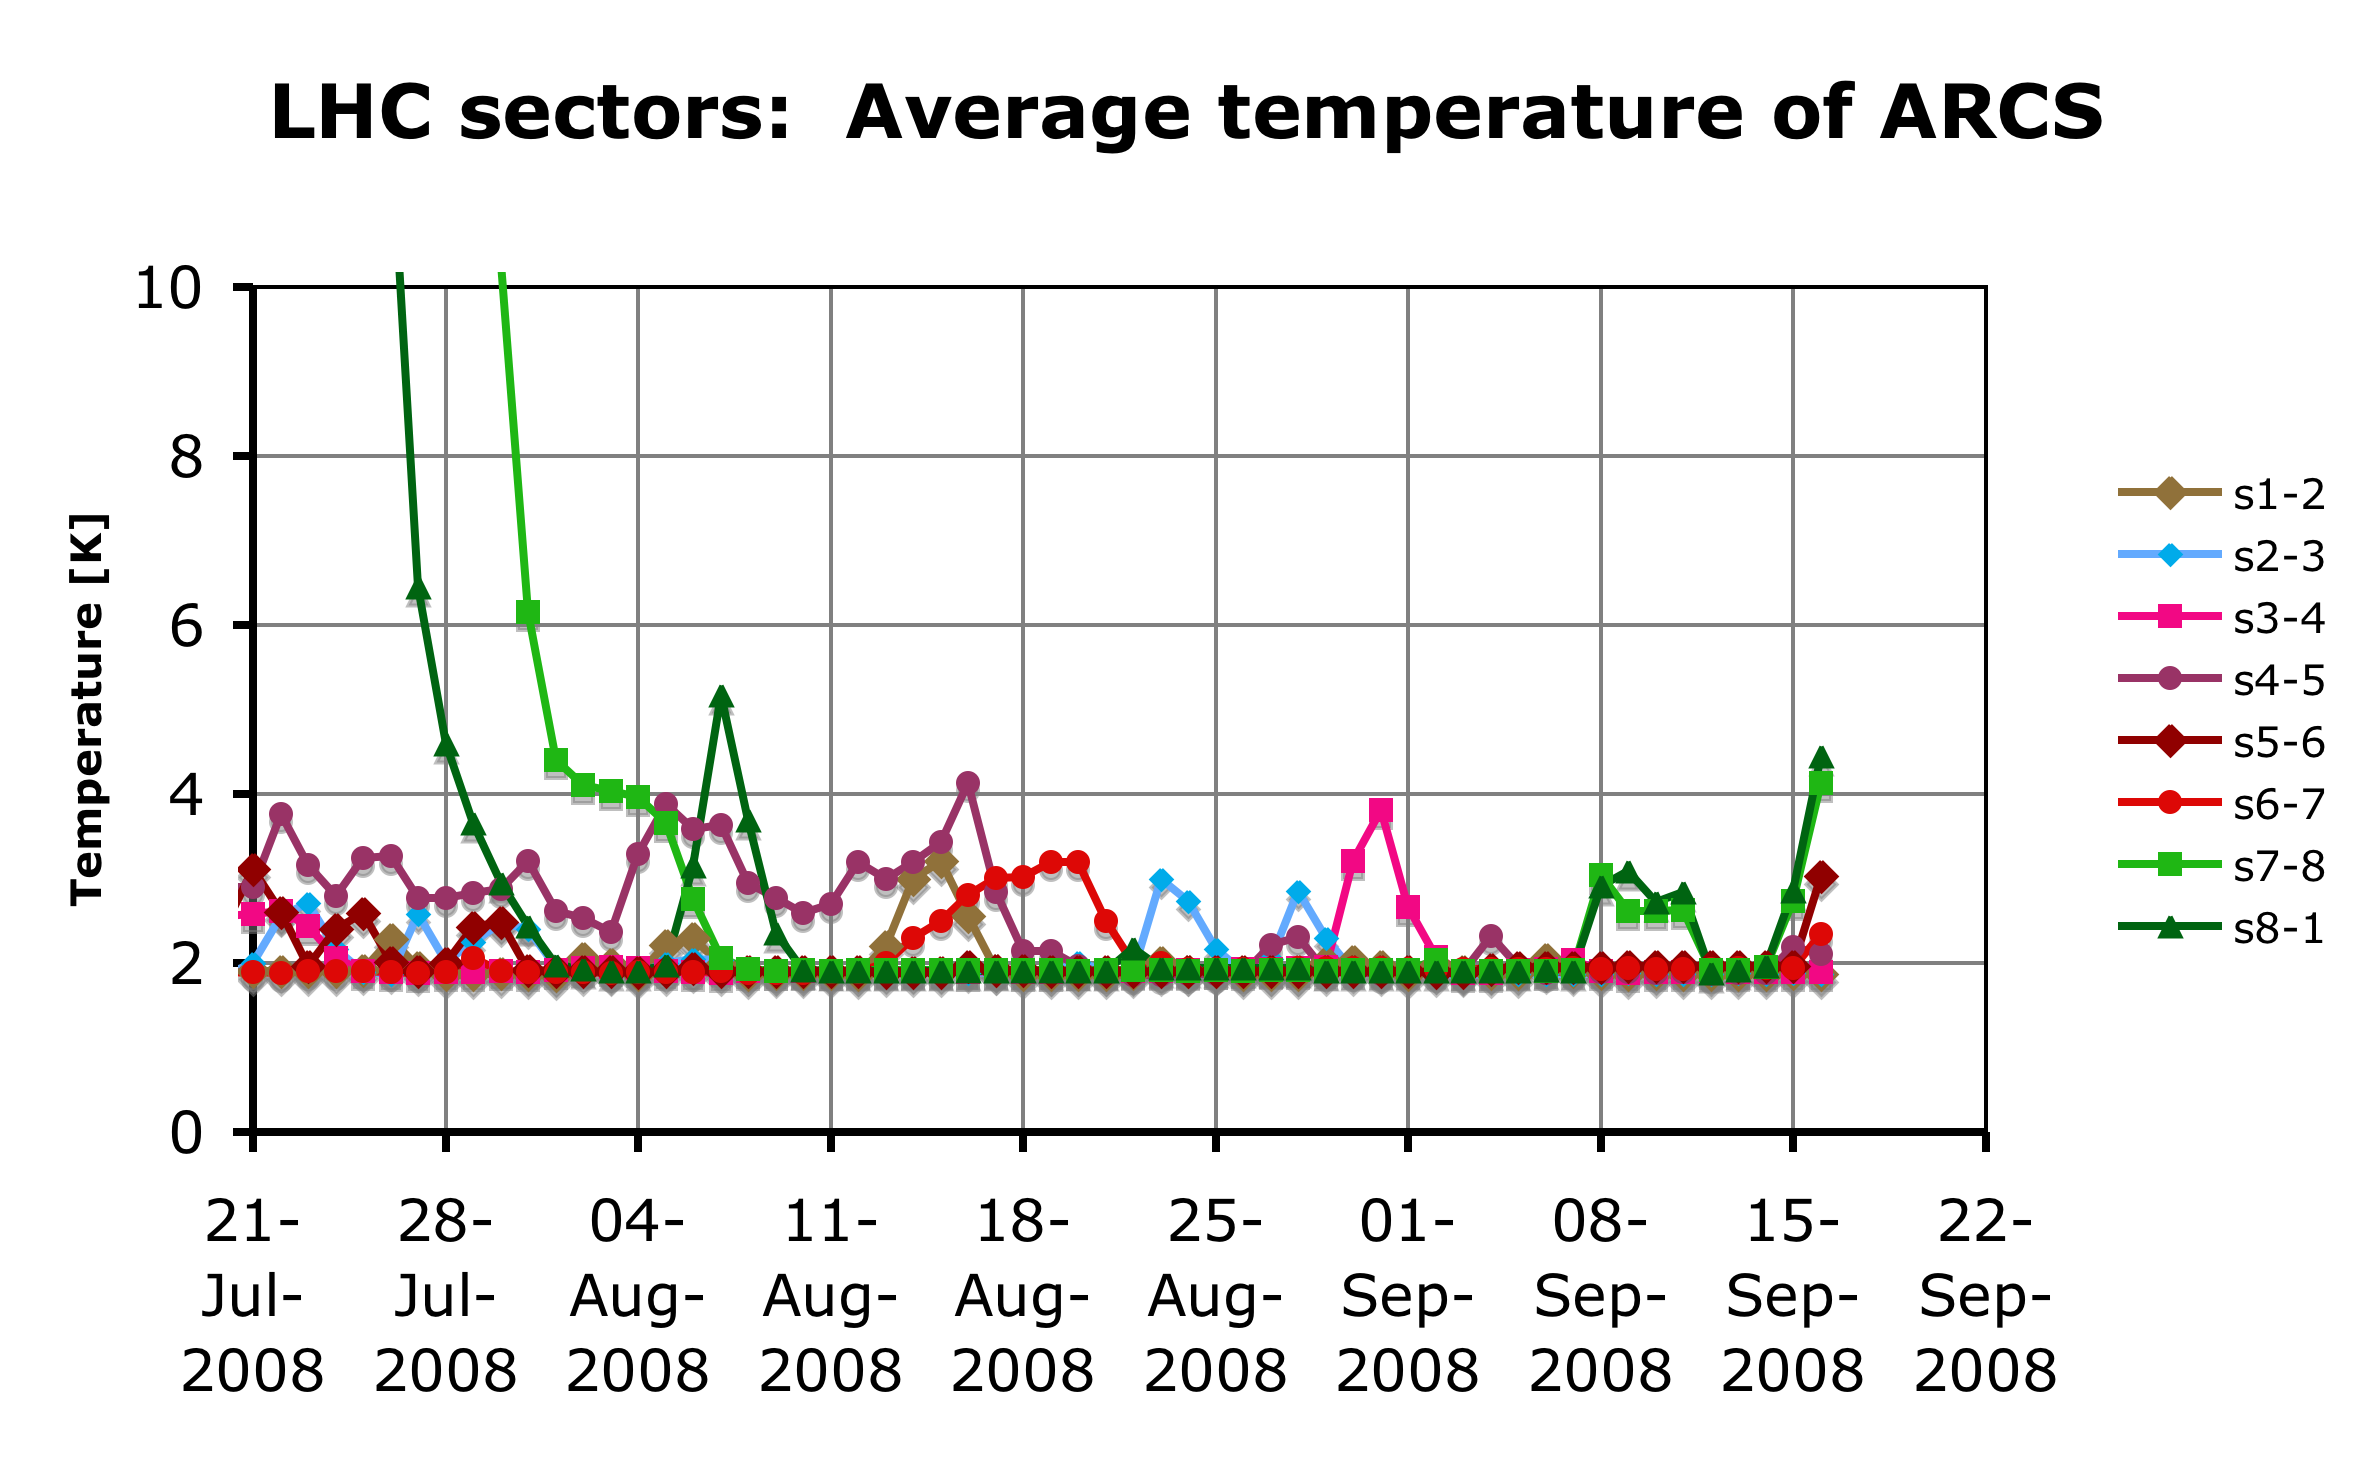 LHC sectors:  Average temperature of ARCS
10
8
6
4
2
0
Temperature [K]
21-Jul-2008
28-Jul-2008
04-Aug-2008
11-Aug-2008
18-Aug-2008
25-Aug-2008
01-Sep-2008
08-Sep-2008
15-Sep-2008
22-Sep-2008
s1-2
s2-3
s3-4
s4-5
s5-6
s6-7
s7-8
s8-1